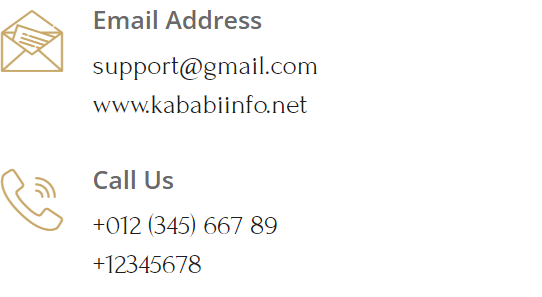 Email Address
support@gmail.com
www.kababiinfo.net
Call Us
+012 (345) 667 89
+12345678